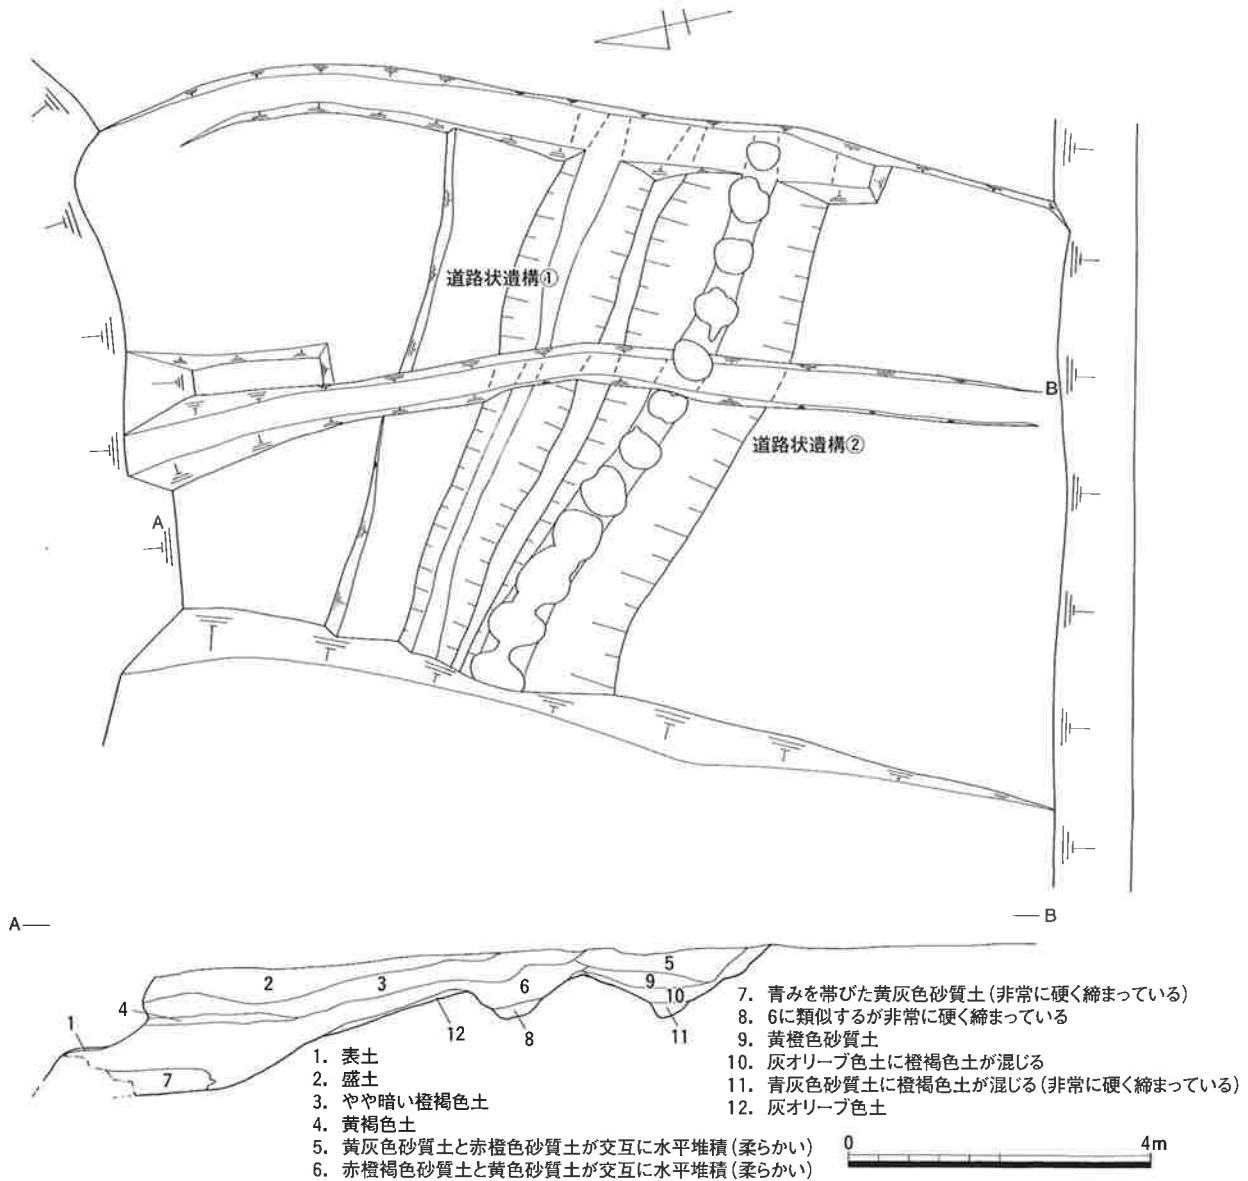 道路状遺構①
B
道路状遺構②
A
A
B
2
3
4
1
7
6
12
8
5
9
10
11
1. 表土
2. 盛土
3. やや暗い橙褐色土
4. 黄褐色土
5. 黄灰色砂質土と赤橙色砂質土が交互に水平堆積(柔らかい)
6. 赤橙褐色砂質土と黄色砂質土が交互に水平堆積(柔らかい)
7. 青みを帯びた黄灰色砂質土(非常に硬く締まっている)
8. 6に類似するが非常に硬く締まっている
9. 黄橙色砂質土
10. 灰オリーブ色土に橙褐色土が混じる
11. 青灰色砂質土に橙褐色土が混じる(非常に硬く締まっている)
12. 灰オリーブ色土
0 4m